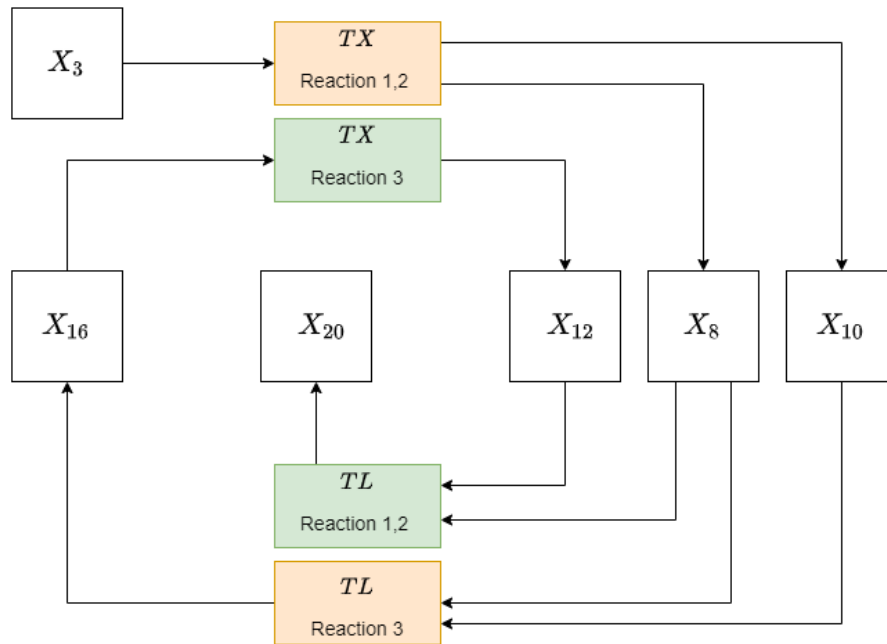 X₃
TX
Reaction 1,2
TX
Reaction 3
X₁₆
X₂₀
X₁₂
X₈
X₁₀
TL
Reaction 1,2
TL
Reaction 3